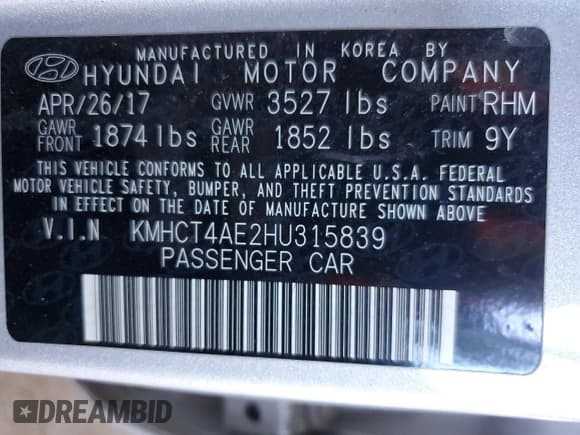 MANUFACTURED IN KOREA BY
HYUNDAI MOTOR COMPANY
APR/26/17 GVWR 3527 lbs PAINT RHM
GAWR FRONT 1874 lbs GAWR REAR 1852 lbs TRIM 9Y
THIS VEHICLE CONFORMS TO ALL APPLICABLE U.S.A. FEDERAL
MOTOR VEHICLE SAFETY, BUMPER, AND THEFT PREVENTION STANDARDS
IN EFFECT ON THE DATE OF MANUFACTURE SHOWN ABOVE
V.I.N KMHCT4AE2HU315839
PASSENGER CAR
DREAMBID